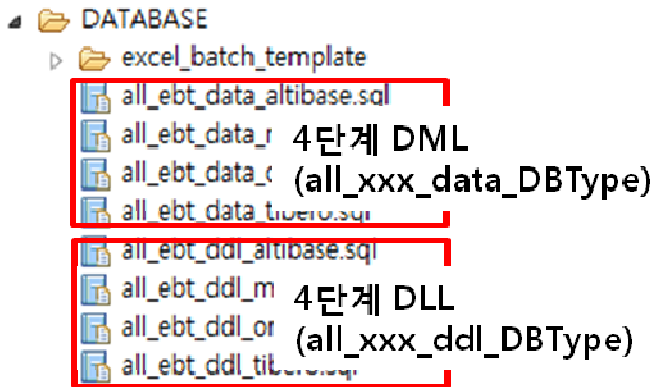 DATABASE
excel_batch_template
all_ebt_data_altibase.sql
all_ebt_data_
4단계 DML
all_ebt_data_
(all_xxx_data_DBType)
all_ebt_data_tibero.sql
all_ebt_ddl_altibase.sql
all_ebt_ddl_m
4단계 DLL
all_ebt_ddl_or
(all_xxx_ddl_DBType)
all_ebt_ddl_tibero.sql